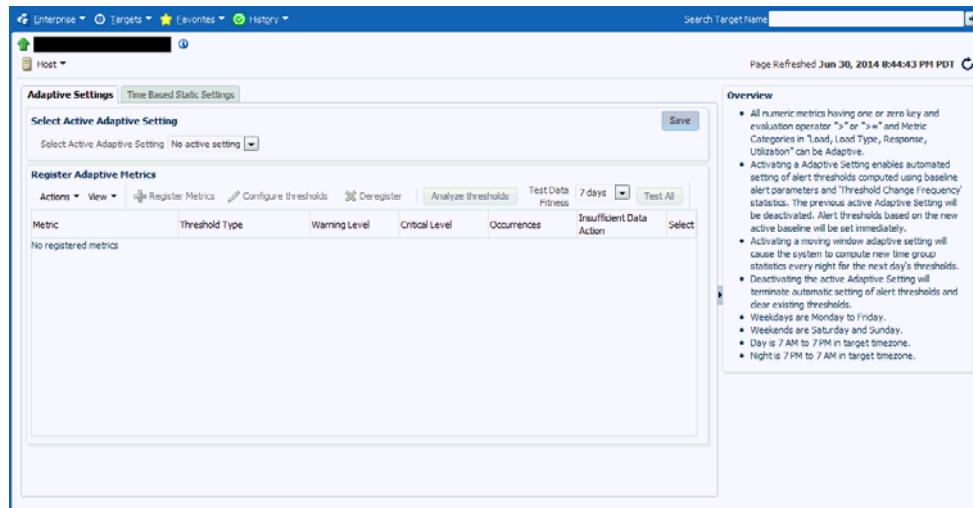 Enterprise Targets Favorites History Search Target Name
Host
Page Refreshed Jun 30, 2014 8:44:43 PM PDT
Adaptive Settings Time Based Static Settings
Select Active Adaptive Setting Save
Select Active Adaptive Setting No active setting
Register Adaptive Metrics
Actions View Register Metrics Configure thresholds Deregister Analyze thresholds Test Data Fitness 7 days Test All
Metric Threshold Type Warning Level Critical Level Occurrences Insufficient Data Action Select
No registered metrics
Overview
• All numeric metrics having one or zero key and
evaluation operator ">" or ">=" and Metric
Categories in "Load, Load Type, Response,
Utilization" can be Adaptive.
• Activating a Adaptive Setting enables automated
setting of alert thresholds computed using baseline
alert parameters and 'Threshold Change Frequency'
statistics. The previous active Adaptive Setting will
be deactivated. Alert thresholds based on the new
active baseline will be set immediately.
• Activating a moving window adaptive setting will
cause the system to compute new time group
statistics every night for the next day's thresholds.
• Deactivating the active Adaptive Setting will
terminate automatic setting of alert thresholds and
clear existing thresholds.
• Weekdays are Monday to Friday.
• Weekends are Saturday and Sunday.
• Day is 7 AM to 7 PM in target timezone.
• Night is 7 PM to 7 AM in target timezone.